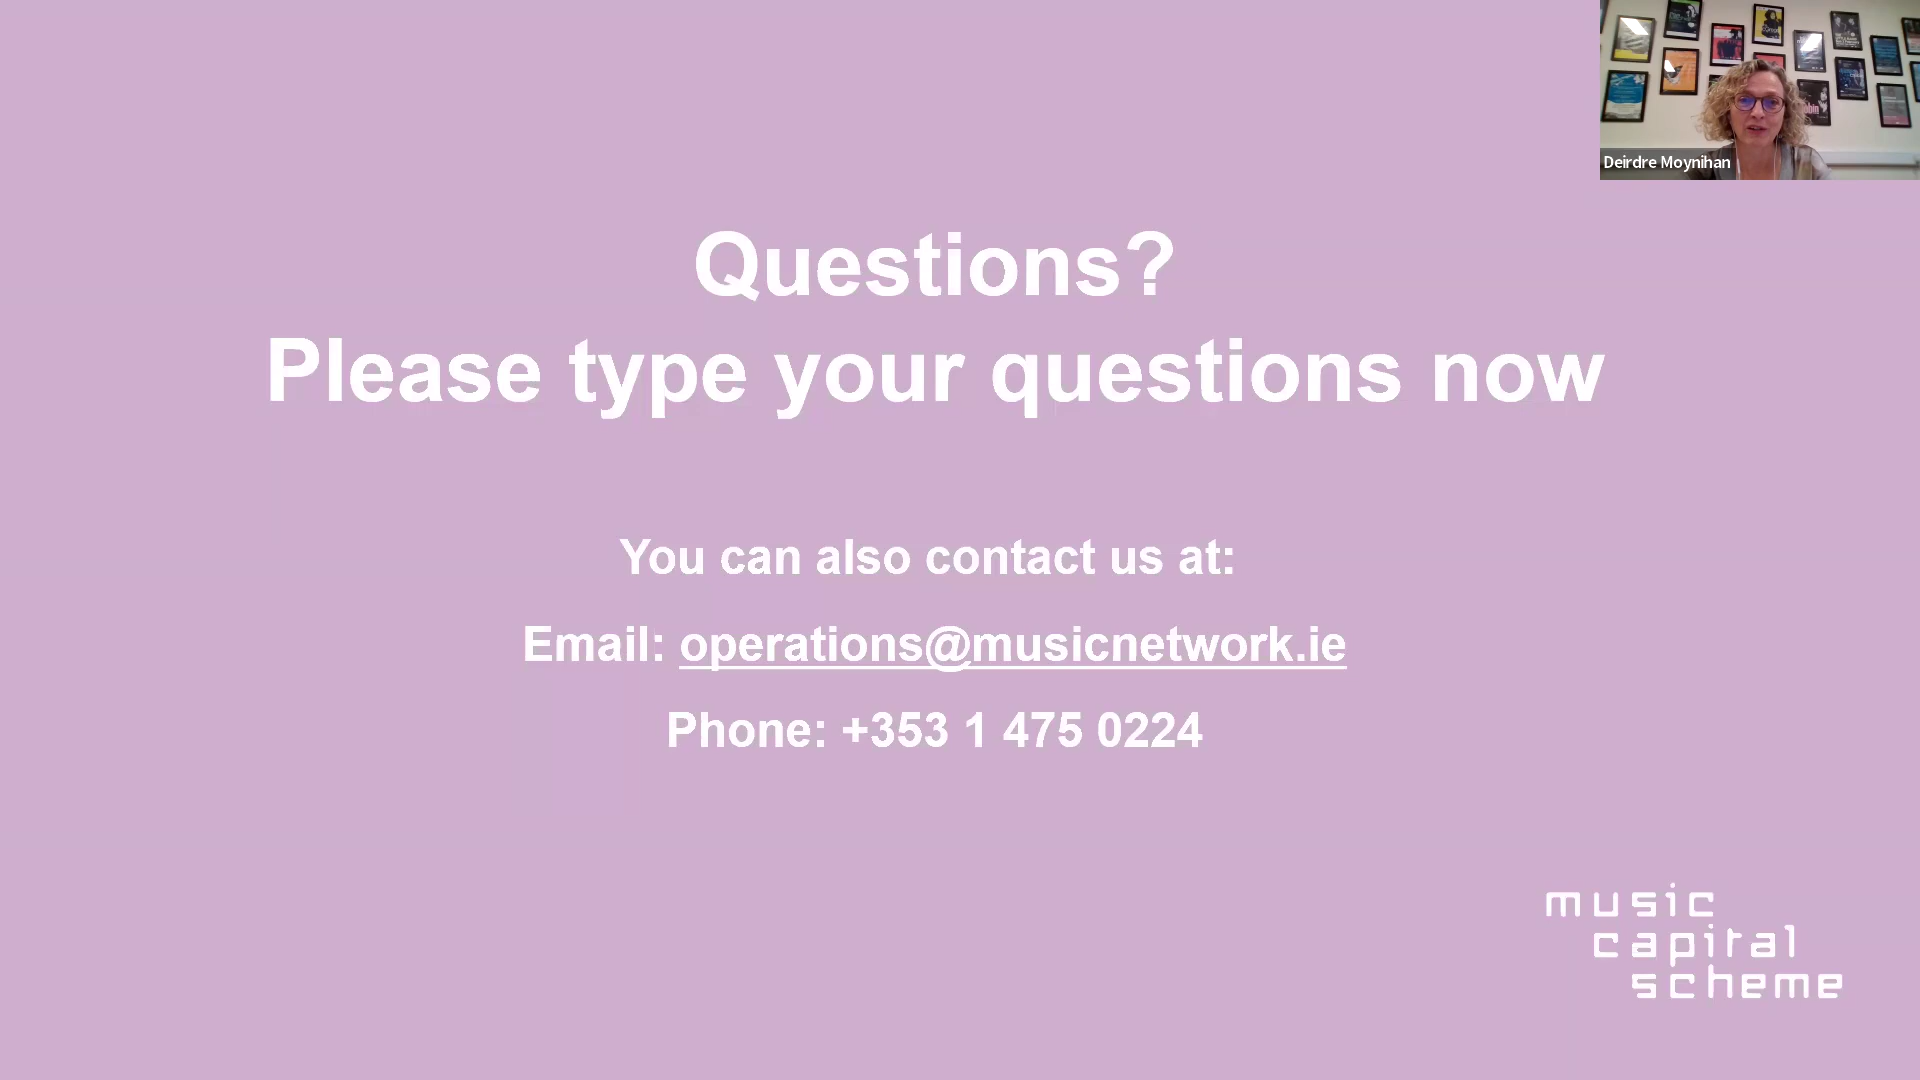 Deirdre Moynihan
Questions?
Please type your questions now
You can also contact us at:
Email: operations@musicnetwork.ie
Phone: +353 1 475 0224
music
capital
scheme